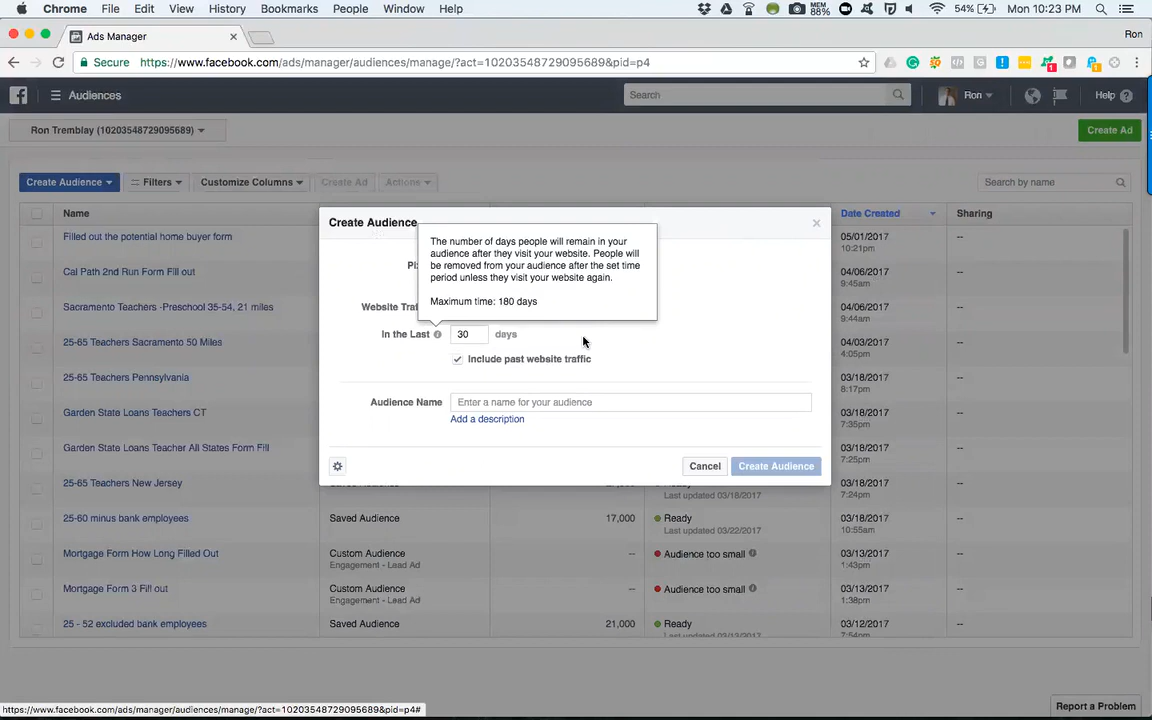 Chrome File Edit View History Bookmarks People Window Help MEM 88% 54% Mon 10:23 PM
Ads Manager Ron
Secure https://www.facebook.com/ads/manager/audiences/manage/?act=10203548729095689&pid=p4 1 1
Audiences Search Ron Help
Ron Tremblay (10203548729095689) Create Ad
Create Audience Filters Customize Columns Create Ad Actions Search by name
Name Date Created Sharing
Filled out the potential home buyer form 05/01/2017 --
10:21pm
Cal Path 2nd Run Form Fill out 04/06/2017 --
9:45am
Sacramento Teachers -Preschool 35-54, 21 miles 04/06/2017 --
9:44am
25-65 Teachers Sacramento 50 Miles 04/03/2017 --
4:05pm
25-65 Teachers Pennsylvania 03/18/2017 --
8:17pm
Garden State Loans Teachers CT 03/18/2017 --
7:35pm
Garden State Loans Teacher All States Form Fill 03/18/2017 --
7:25pm
25-65 Teachers New Jersey 03/18/2017 --
Last updated 03/18/2017 7:24pm
25-60 minus bank employees Saved Audience 17,000 Ready 03/18/2017 --
Last updated 03/22/2017 10:55am
Mortgage Form How Long Filled Out Custom Audience -- Audience too small 03/13/2017 --
Engagement - Lead Ad 1:43pm
Mortgage Form 3 Fill out Custom Audience -- Audience too small 03/13/2017 --
Engagement - Lead Ad 1:38pm
25 - 52 excluded bank employees Saved Audience 21,000 Ready 03/12/2017 --
Last updated 03/13/2017 7:54pm
Create Audience
The number of days people will remain in your
audience after they visit your website. People will
be removed from your audience after the set time
period unless they visit your website again.
Maximum time: 180 days
In the Last 30 days
Include past website traffic
Audience Name Enter a name for your audience
Add a description
Cancel Create Audience
Report a Problem
https://www.facebook.com/ads/manager/audiences/manage/?act=10203548729095689&pid=p4#